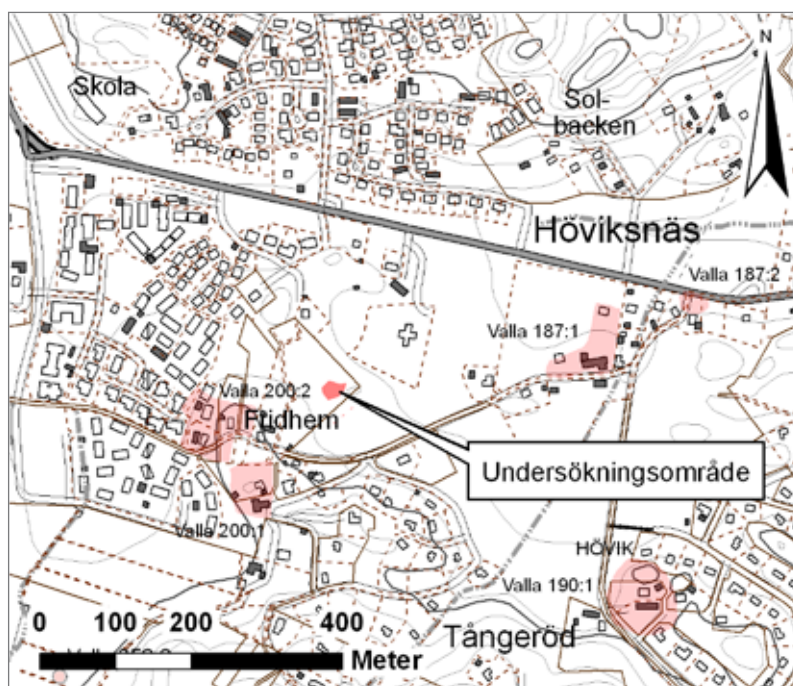 N
Skola
Sol-
backen
Höviksnäs
Valla 187:2
Valla 187:1
Valla 200:2
Fridhem
Undersökningsområde
Valla 200:1
HÖVIK
Valla 190:1
Tångeröd
0 100 200 400
Meter